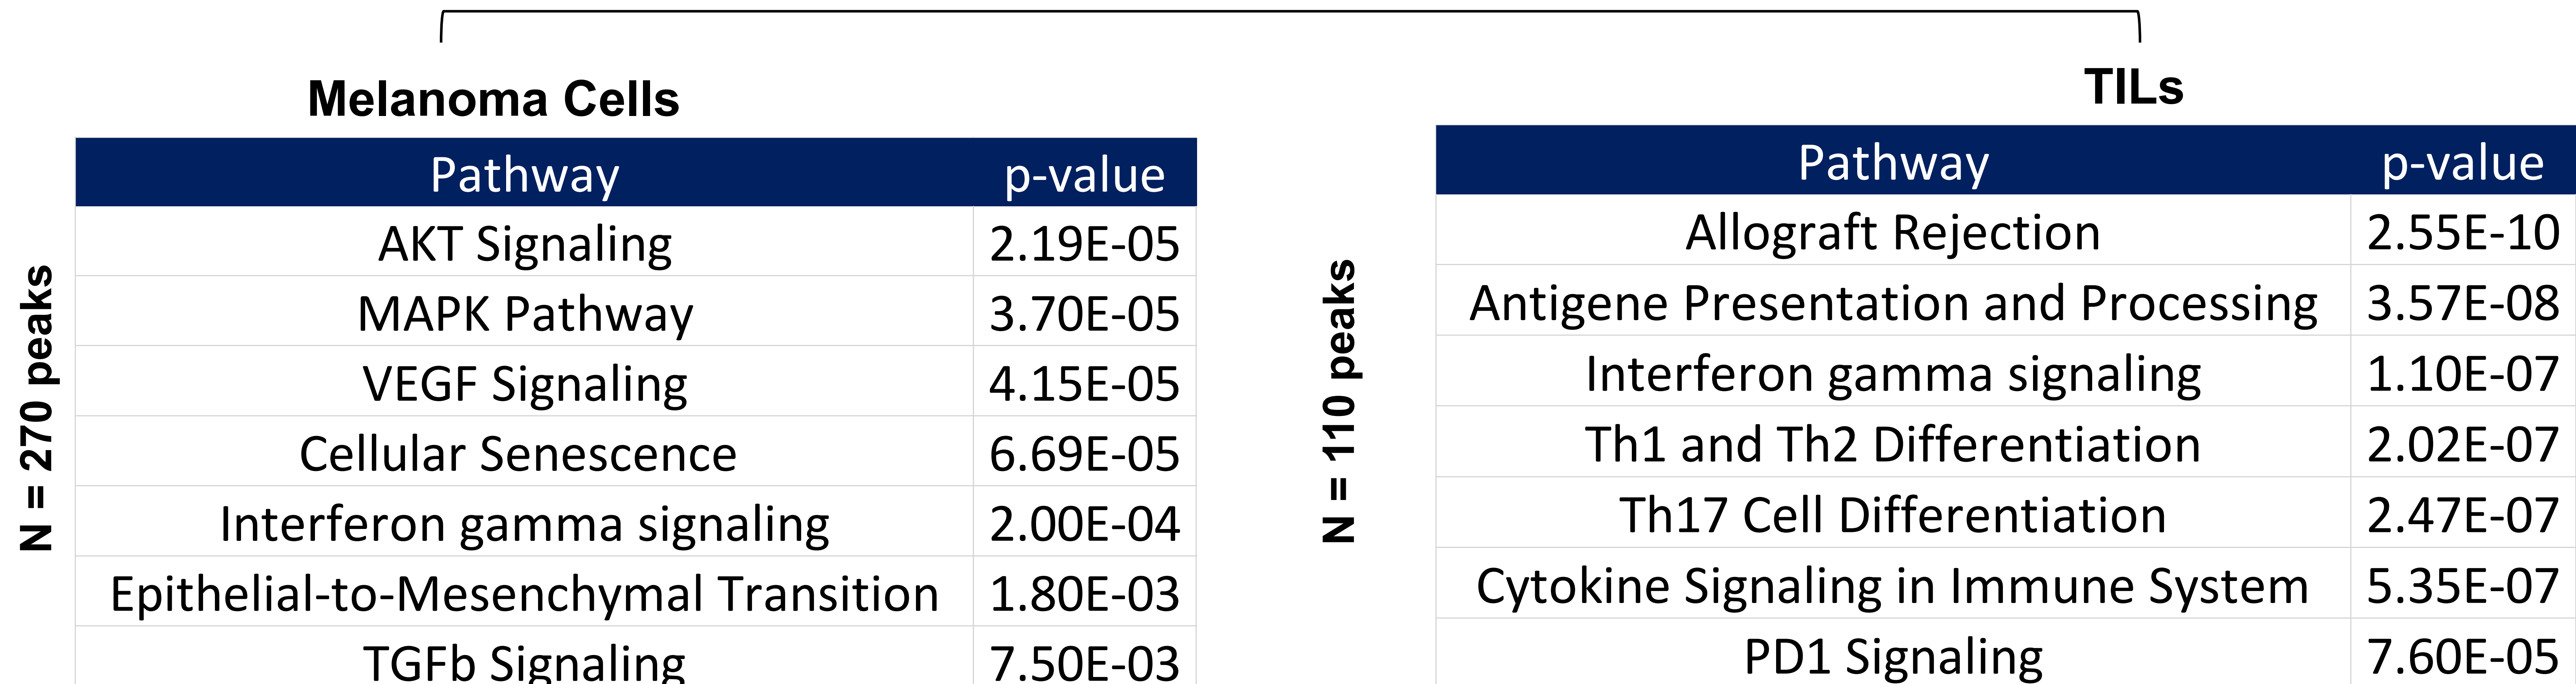 Melanoma Cells
N = 270 peaks
Pathway p-value
AKT Signaling 2.19E-05
MAPK Pathway 3.70E-05
VEGF Signaling 4.15E-05
Cellular Senescence 6.69E-05
Interferon gamma signaling 2.00E-04
Epithelial-to-Mesenchymal Transition 1.80E-03
TGFb Signaling 7.50E-03
TILs
N = 110 peaks
Pathway p-value
Allograft Rejection 2.55E-10
Antigene Presentation and Processing 3.57E-08
Interferon gamma signaling 1.10E-07
Th1 and Th2 Differentiation 2.02E-07
Th17 Cell Differentiation 2.47E-07
Cytokine Signaling in Immune System 5.35E-07
PD1 Signaling 7.60E-05